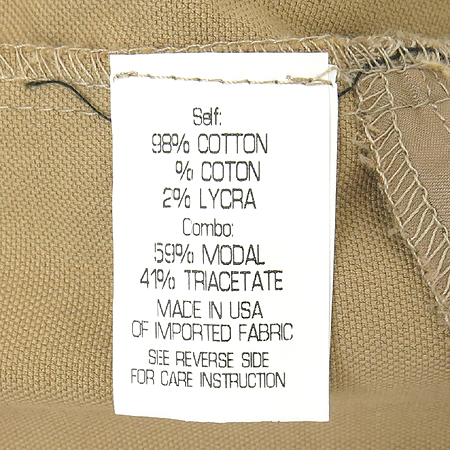 Self:
98% COTTON
% COTON
2% LYCRA
Combo:
59% MODAL
41% TRIACETATE
MADE IN USA
OF IMPORTED FABRIC
SEE REVERSE SIDE
FOR CARE INSTRUCTION